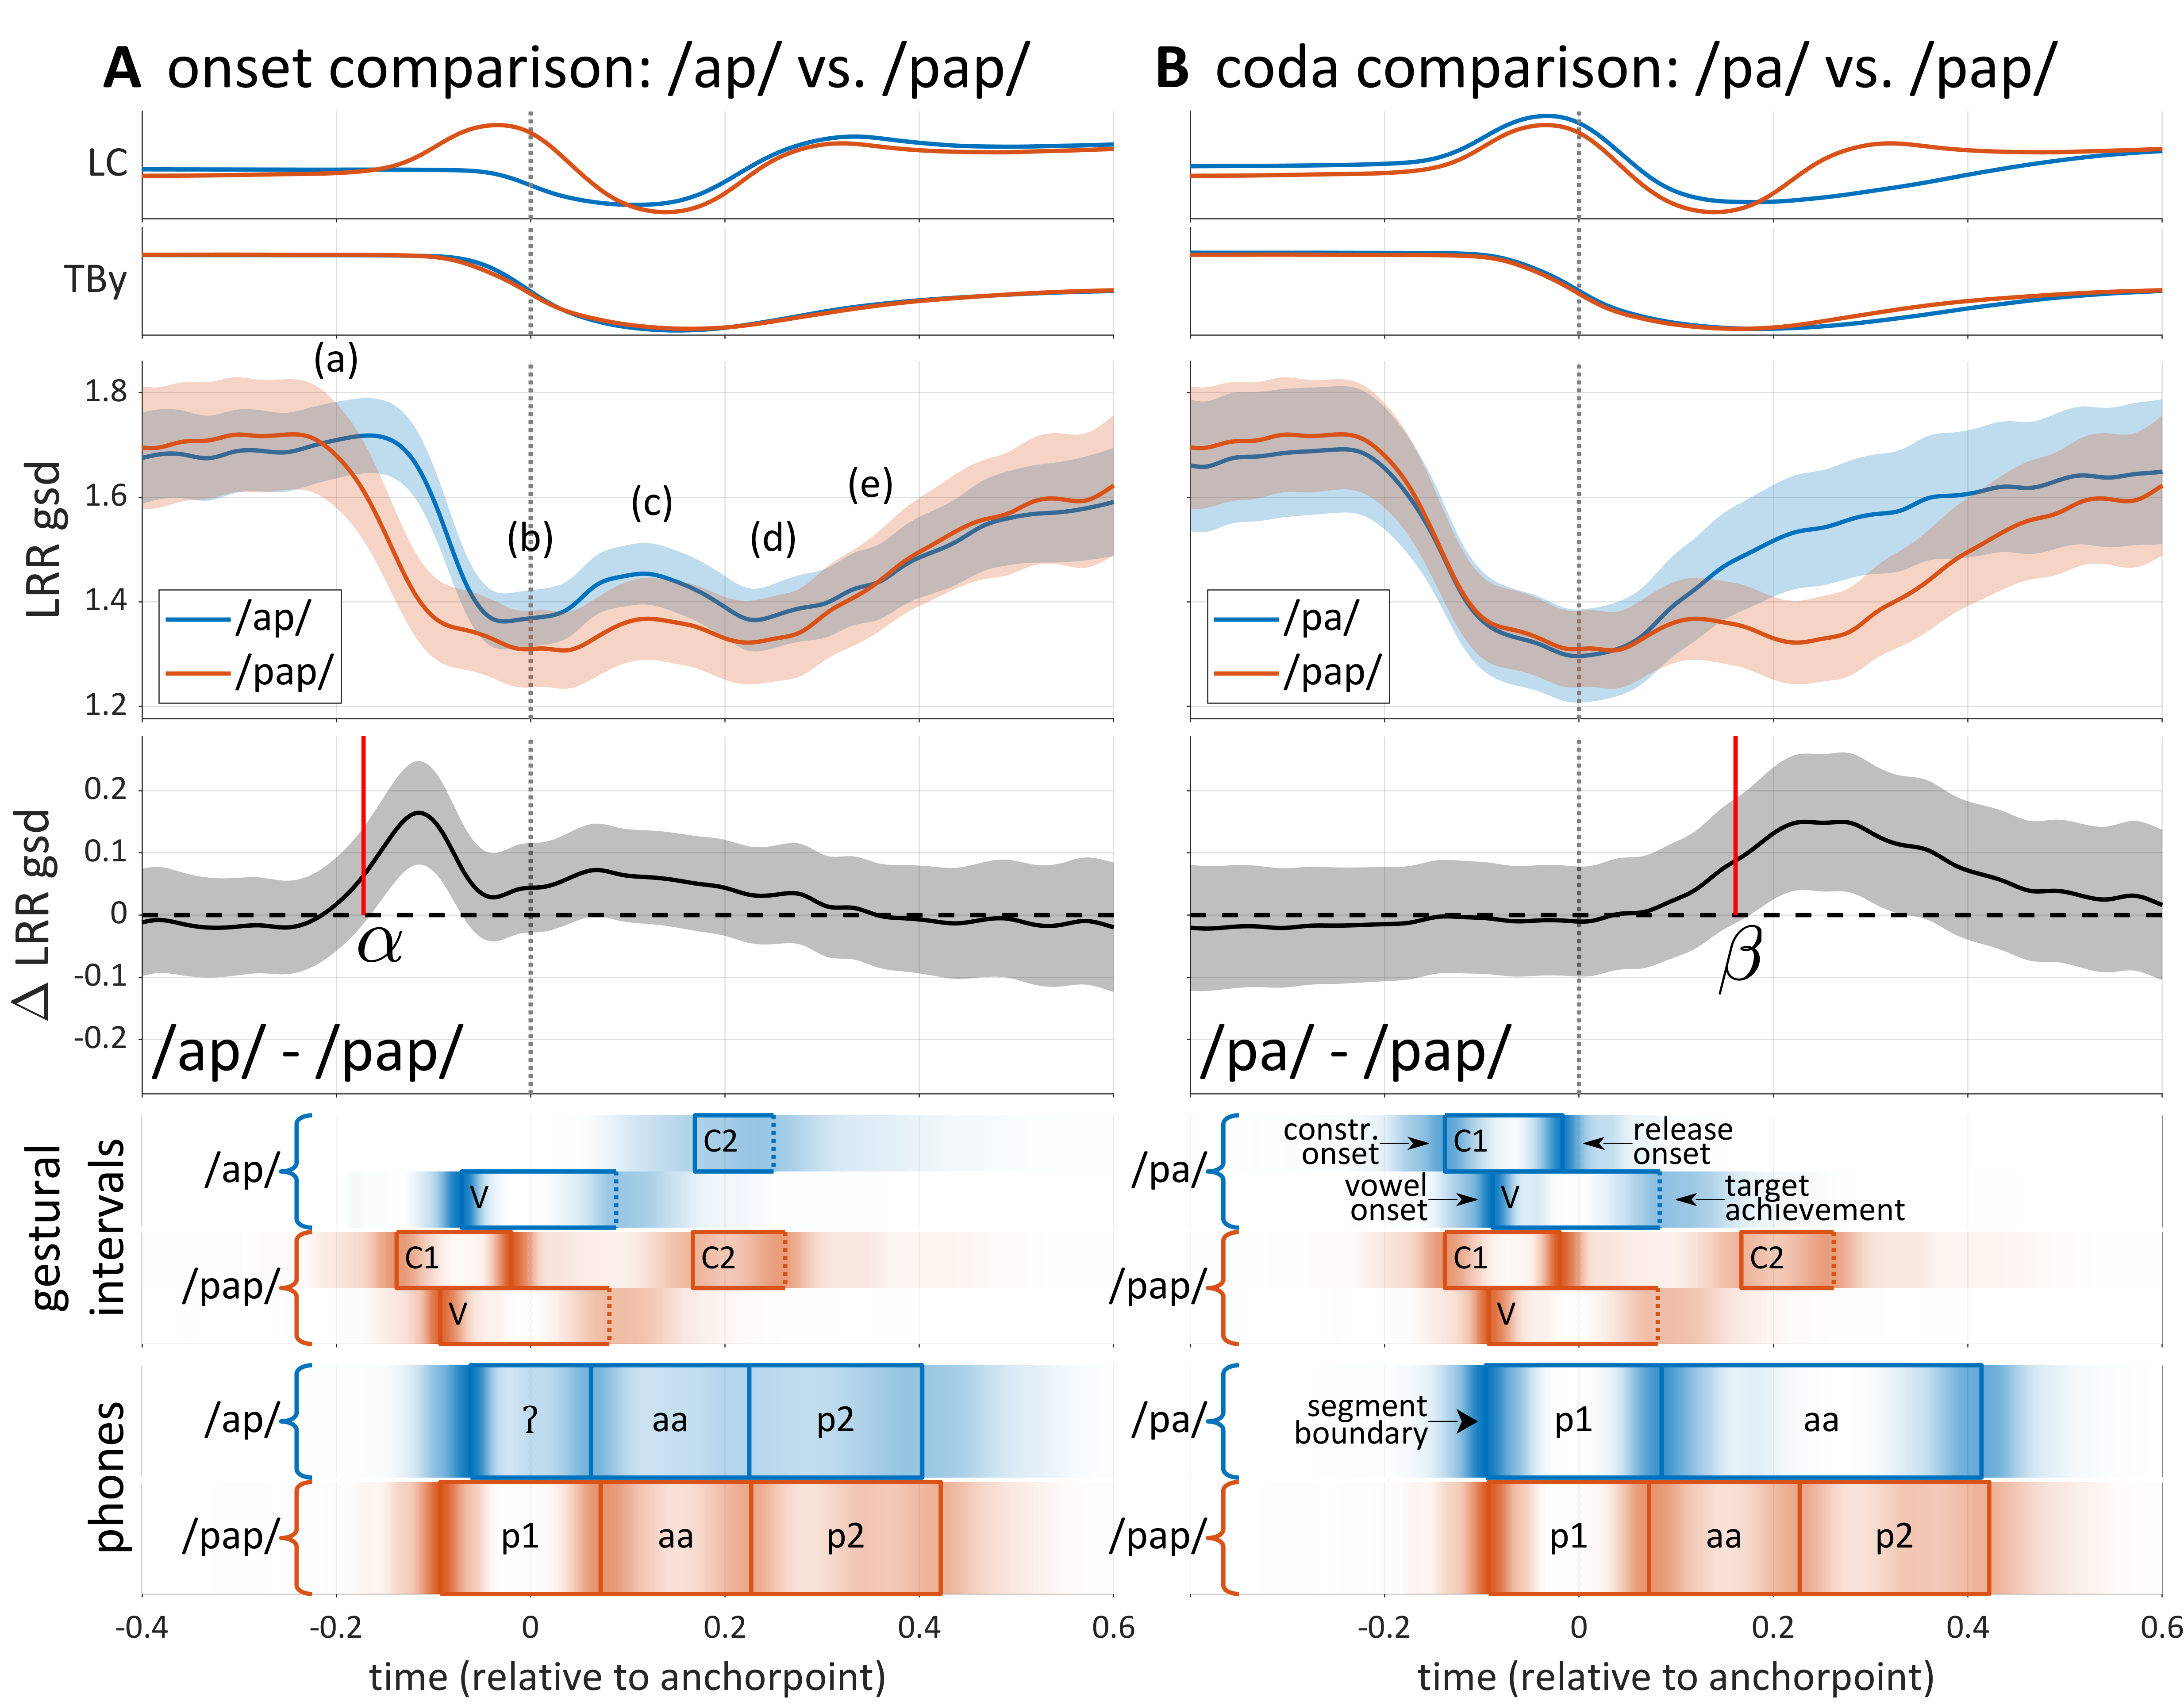 A onset comparison: /ap/ vs. /pap/
B coda comparison: /pa/ vs. /pap/
LC
TBy
LRR gsd
1.8
1.6
1.4
1.2
(a)
(b)
(c)
(d)
(e)
/ap/
/pap/
/pa/
/pap/
Δ LRR gsd
0.2
0.1
0
-0.1
-0.2
α
/ap/ - /pap/
β
/pa/ - /pap/
gestural
intervals
/ap/
C2
V
/pap/
C1
C2
V
/pa/
constr.
onset
C1
release
onset
vowel
onset
V
target
achievement
/pap/
C1
C2
V
phones
/ap/
ʔ
aa
p2
/pap/
p1
aa
p2
/pa/
segment
boundary
p1
aa
/pap/
p1
aa
p2
-0.4
-0.2
0
0.2
0.4
0.6
time (relative to anchorpoint)
-0.2
0
0.2
0.4
0.6
time (relative to anchorpoint)